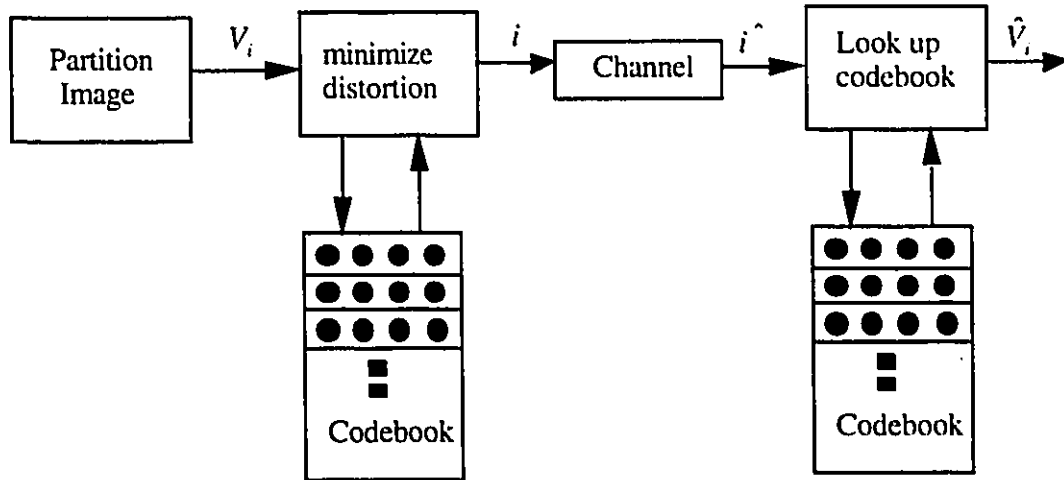 Partition
Image
V_i
minimize
distortion
i
Channel
i^
Look up
codebook
V̂_i
Codebook
Codebook